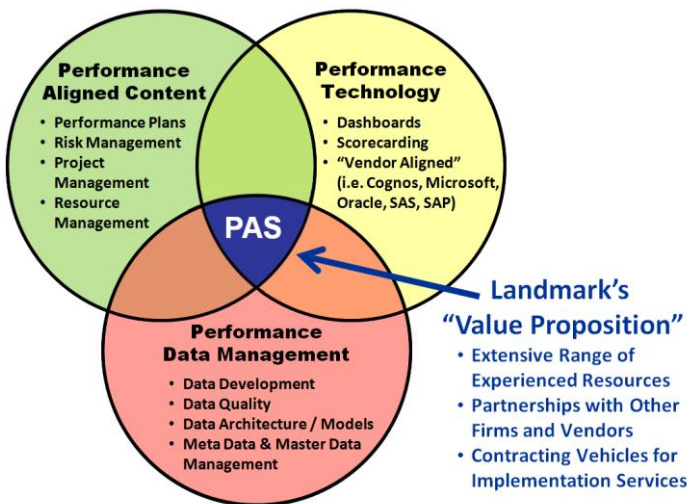 Performance
Aligned Content
• Performance Plans
• Risk Management
• Project
Management
• Resource
Management
Performance
Technology
• Dashboards
• Scorecarding
• “Vendor Aligned”
(i.e. Cognos, Microsoft,
Oracle, SAS, SAP)
PAS
Performance
Data Management
• Data Development
• Data Quality
• Data Architecture / Models
• Meta Data & Master Data
Management
Landmark’s
“Value Proposition”
• Extensive Range of
Experienced Resources
• Partnerships with Other
Firms and Vendors
• Contracting Vehicles for
Implementation Services